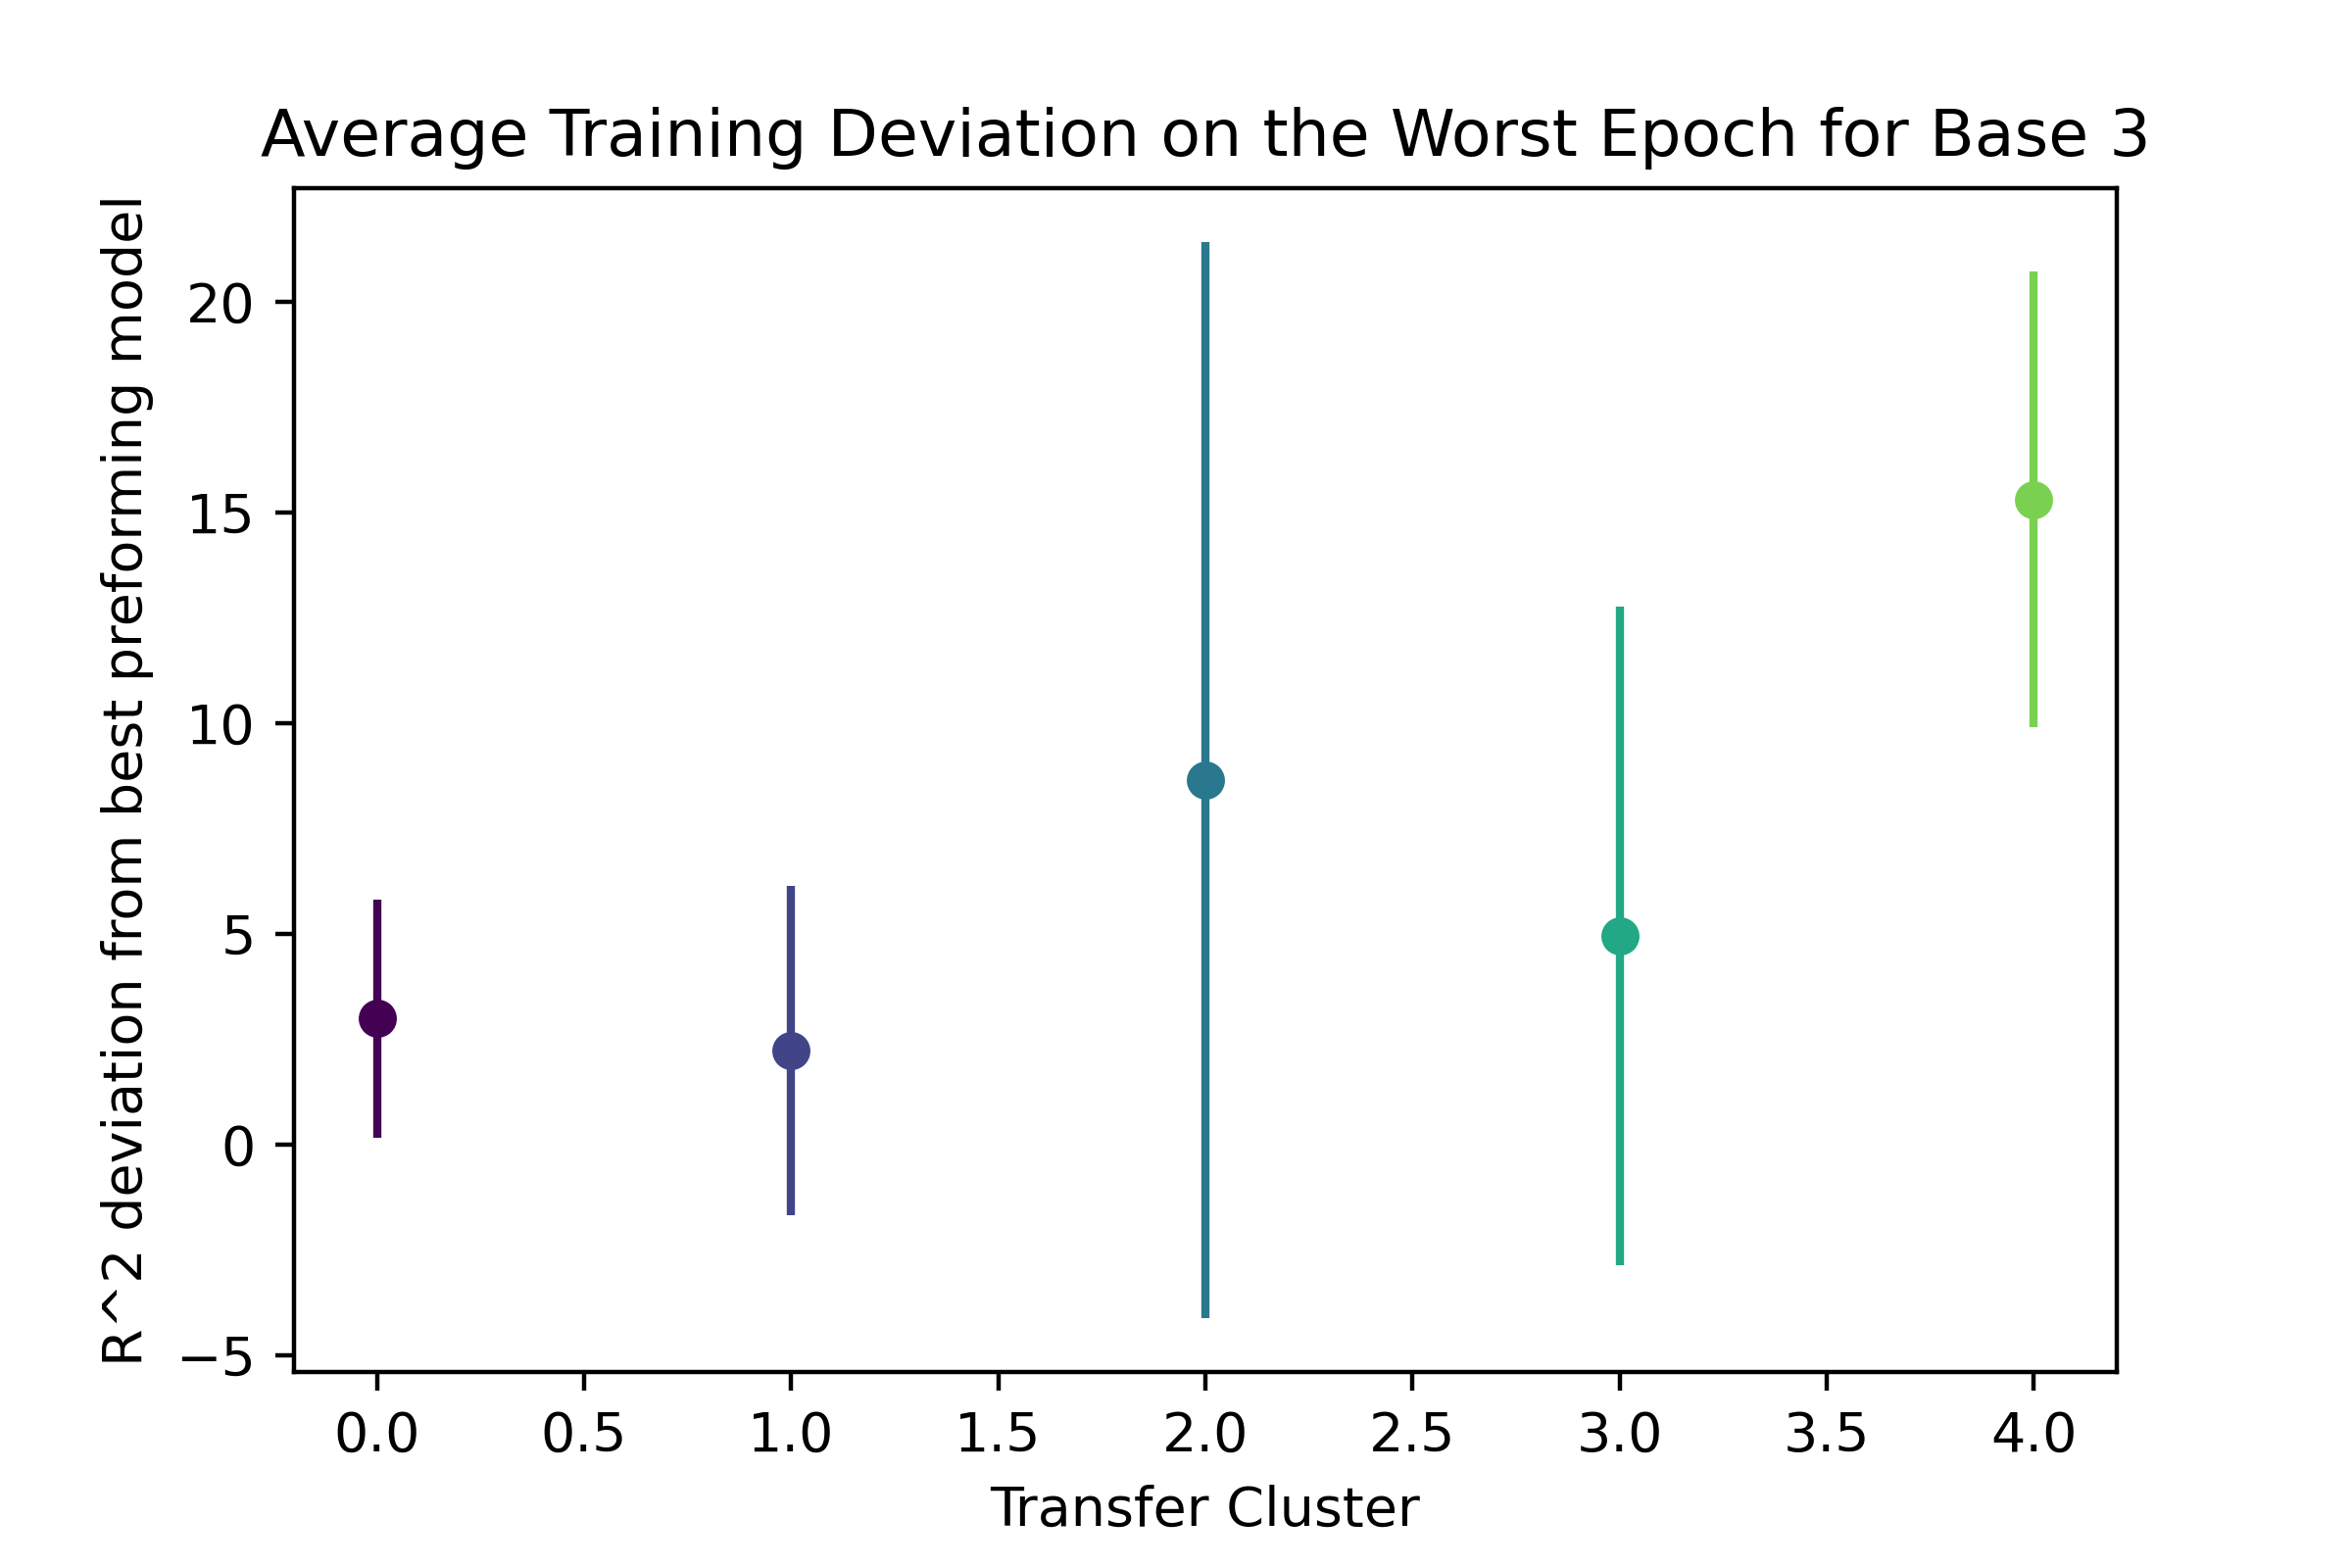 Average Training Deviation on the Worst Epoch for Base 3
R^2 deviation from best preforming model
20
15
10
5
0
−5
0.0 0.5 1.0 1.5 2.0 2.5 3.0 3.5 4.0
Transfer Cluster